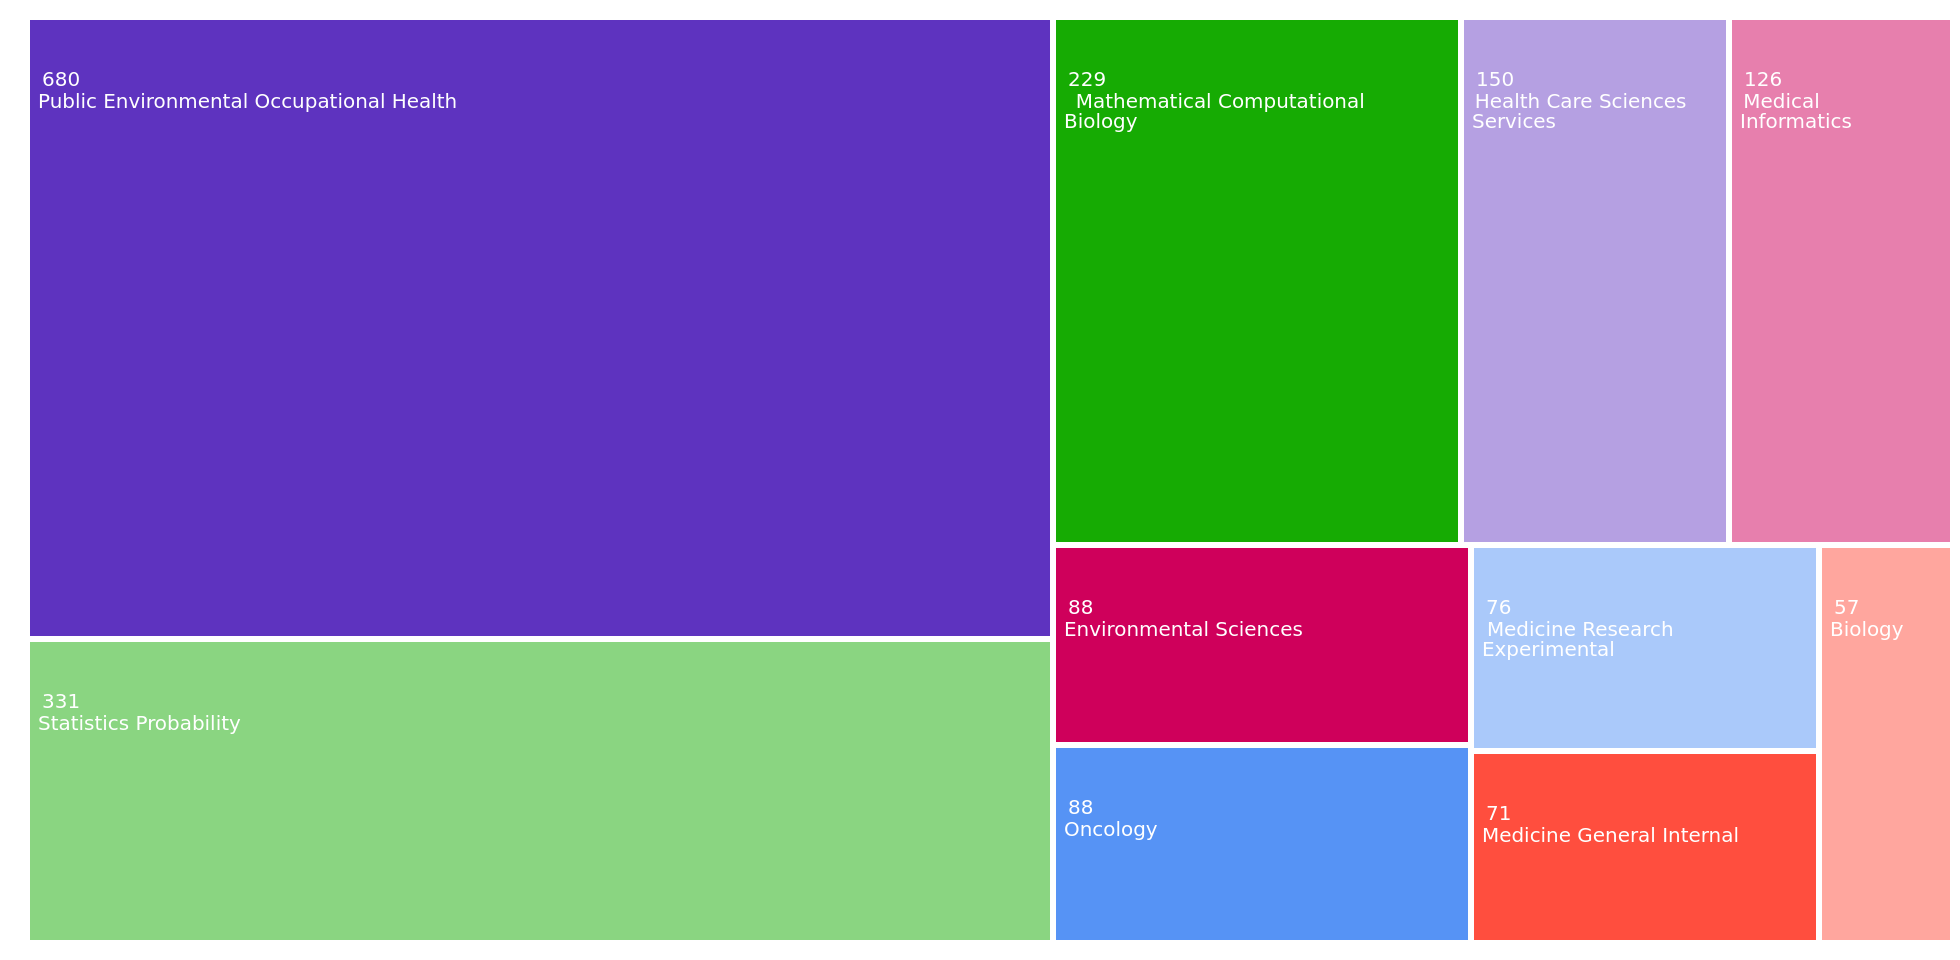 680
Public Environmental Occupational Health
331
Statistics Probability
229
Mathematical Computational
Biology
150
Health Care Sciences
Services
126
Medical
Informatics
88
Environmental Sciences
88
Oncology
76
Medicine Research
Experimental
71
Medicine General Internal
57
Biology